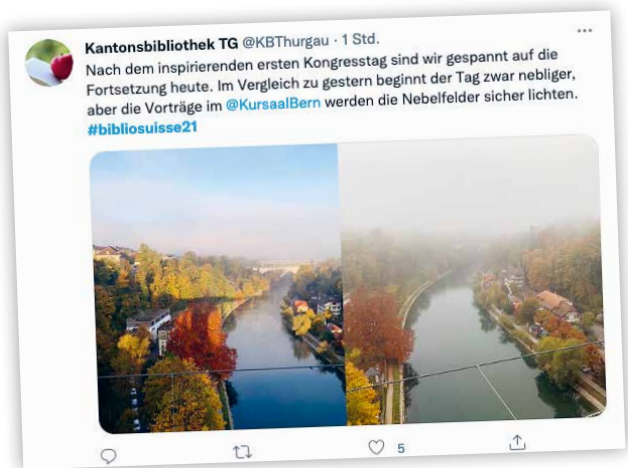 Kantonsbibliothek TG @KBThurgau · 1 Std.
Nach dem inspirierenden ersten Kongresstag sind wir gespannt auf die
Fortsetzung heute. Im Vergleich zu gestern beginnt der Tag zwar nebliger,
aber die Vorträge im @KursaalBern werden die Nebelfelder sicher lichten.
#bibliosuisse21
5